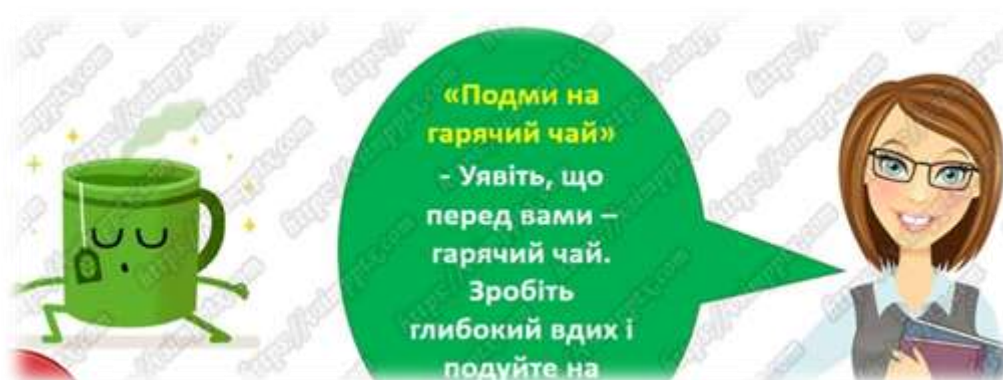 «Подми на
гарячий чай»
- Уявіть, що
перед вами –
гарячий чай.
Зробіть
глибокий вдих і
подуйте на